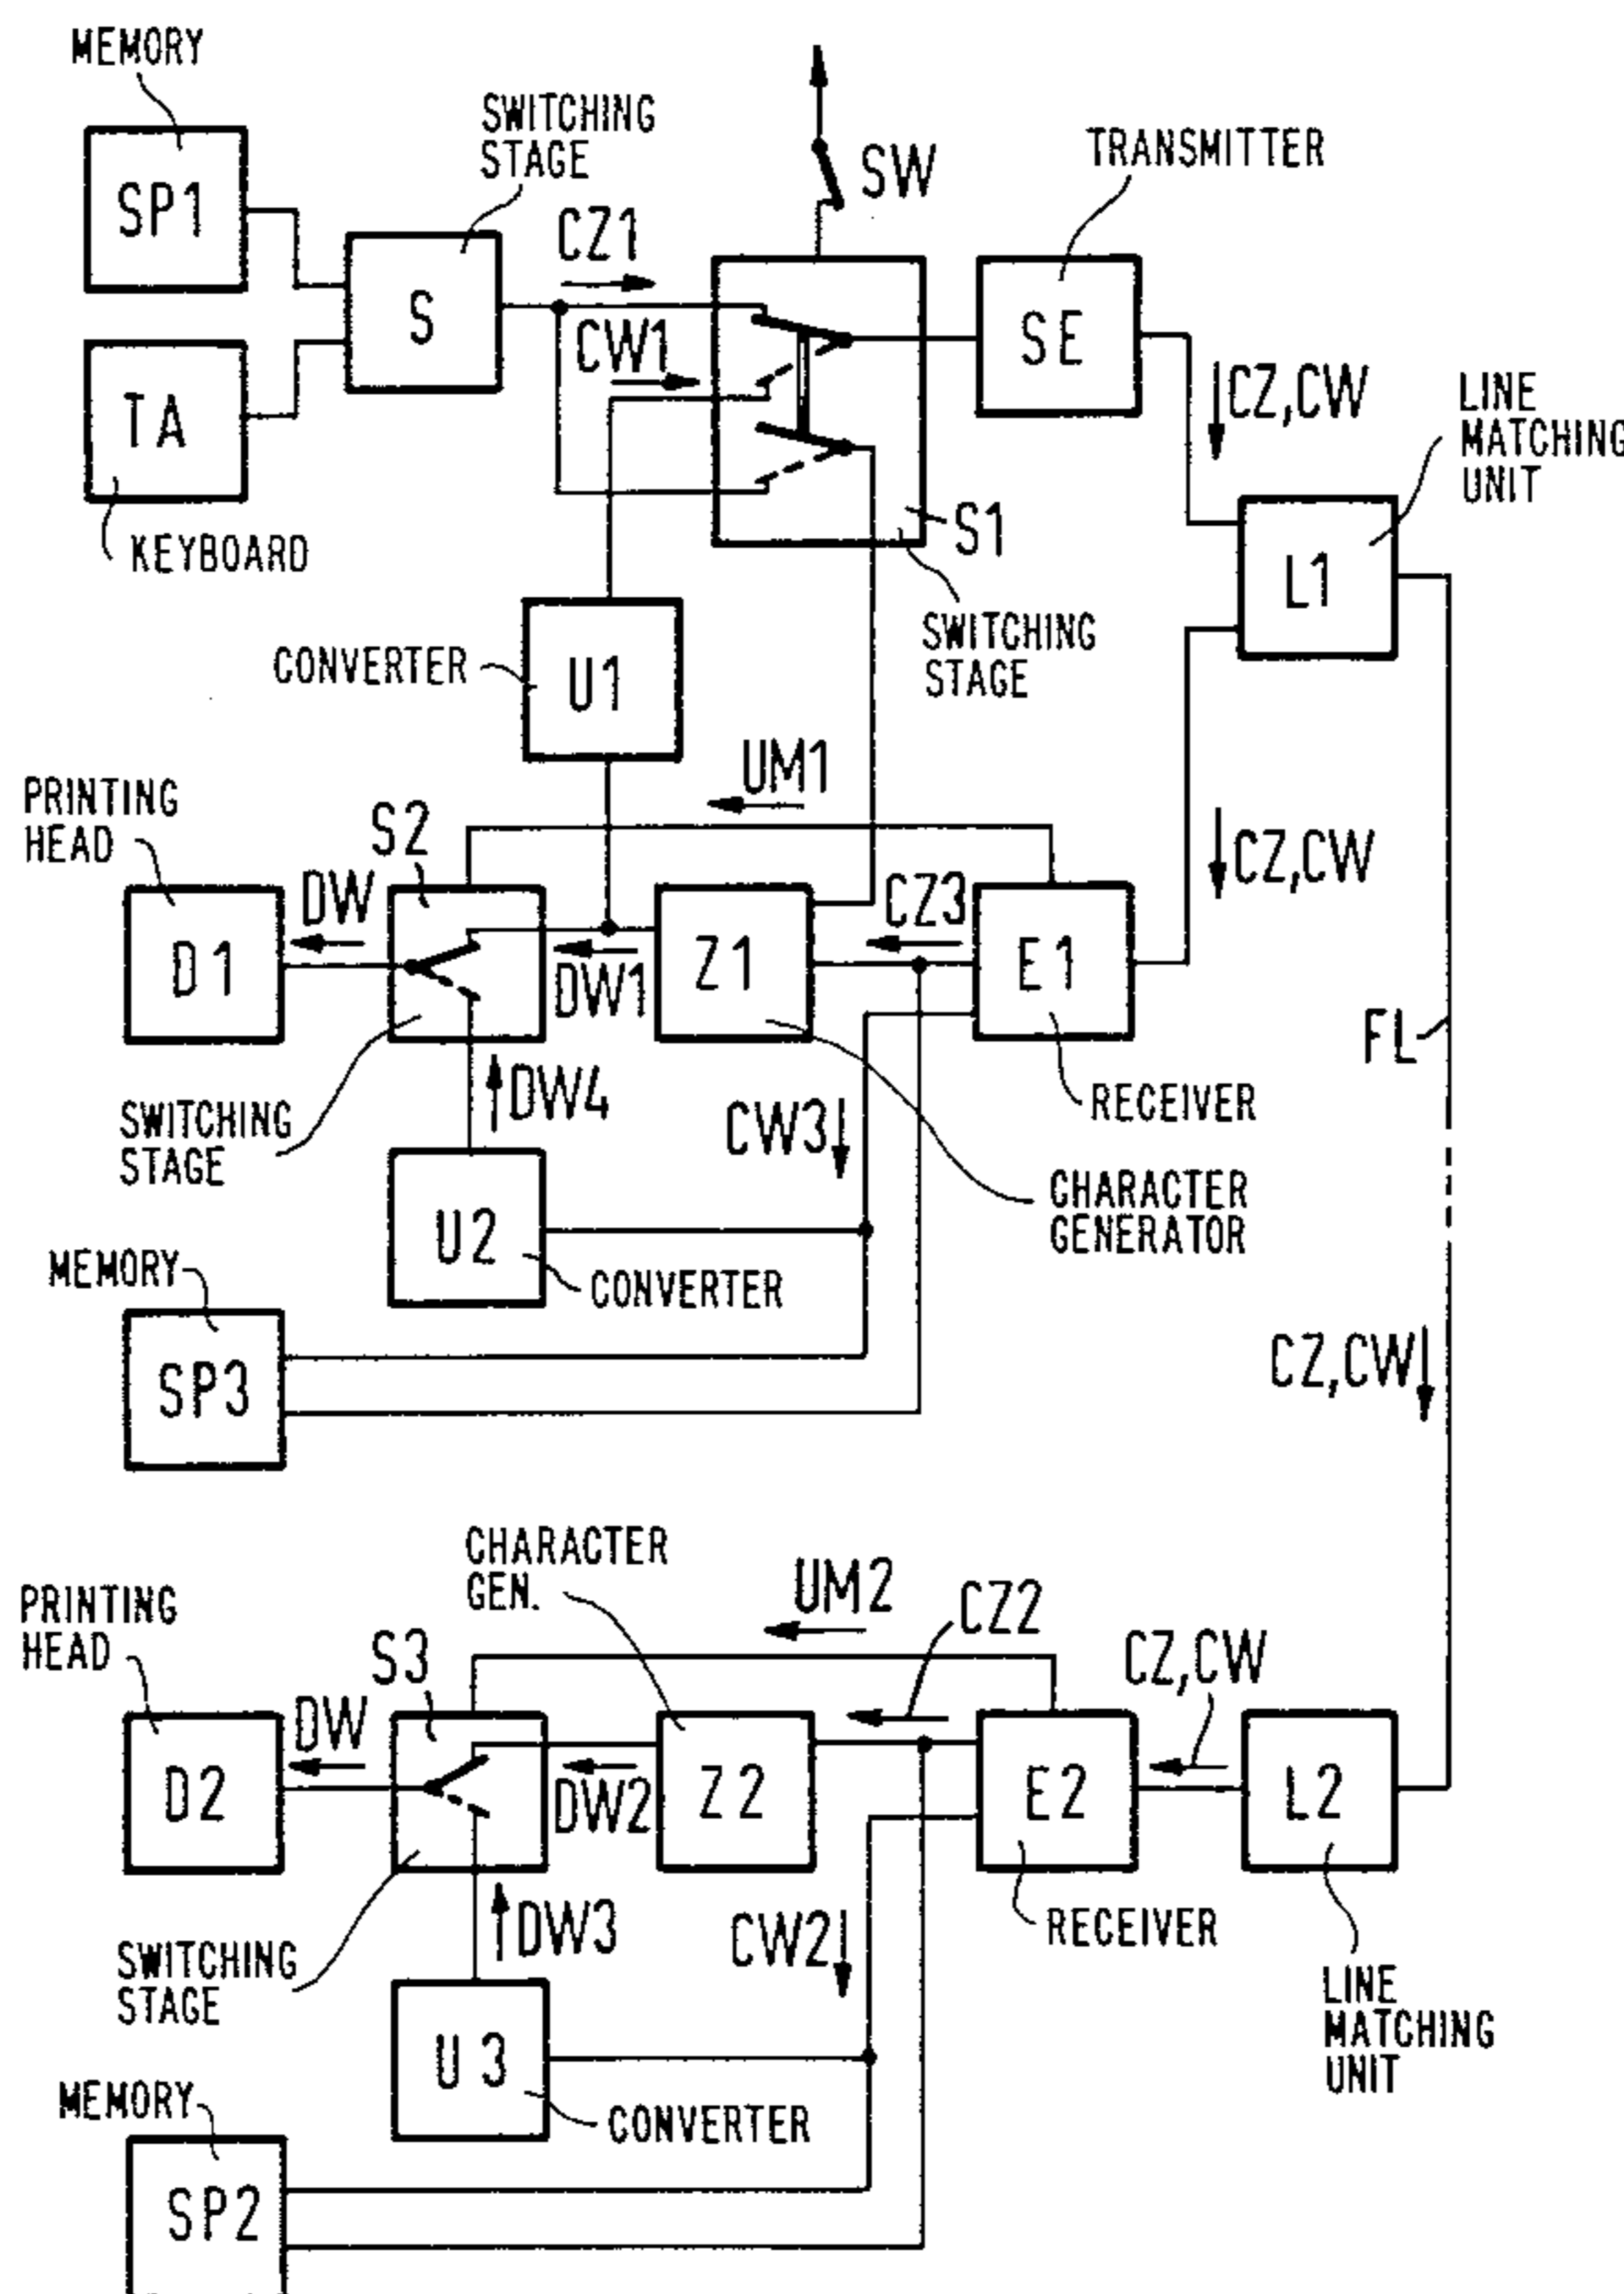 MEMORY
SWITCHING
STAGE
SW
TRANSMITTER
SP1
CZ1
S
CW1
SE
TA
CZ,CW
LINE
MATCHING
UNIT
KEYBOARD
S1
L1
SWITCHING
STAGE
CONVERTER
U1
UM1
PRINTING
HEAD
S2
CZ,CW
DW
CZ3
D1
DW1
Z1
E1
FL
DW4
RECEIVER
SWITCHING
STAGE
CW3
CHARACTER
GENERATOR
U2
MEMORY
CONVERTER
SP3
CZ,CW
CHARACTER
GEN.
UM2
CZ2
PRINTING
HEAD
S3
CZ,CW
DW
D2
DW2
Z2
E2
L2
DW3
CW2
RECEIVER
SWITCHING
STAGE
LINE
MATCHING
UNIT
U3
MEMORY
CONVERTER
SP2